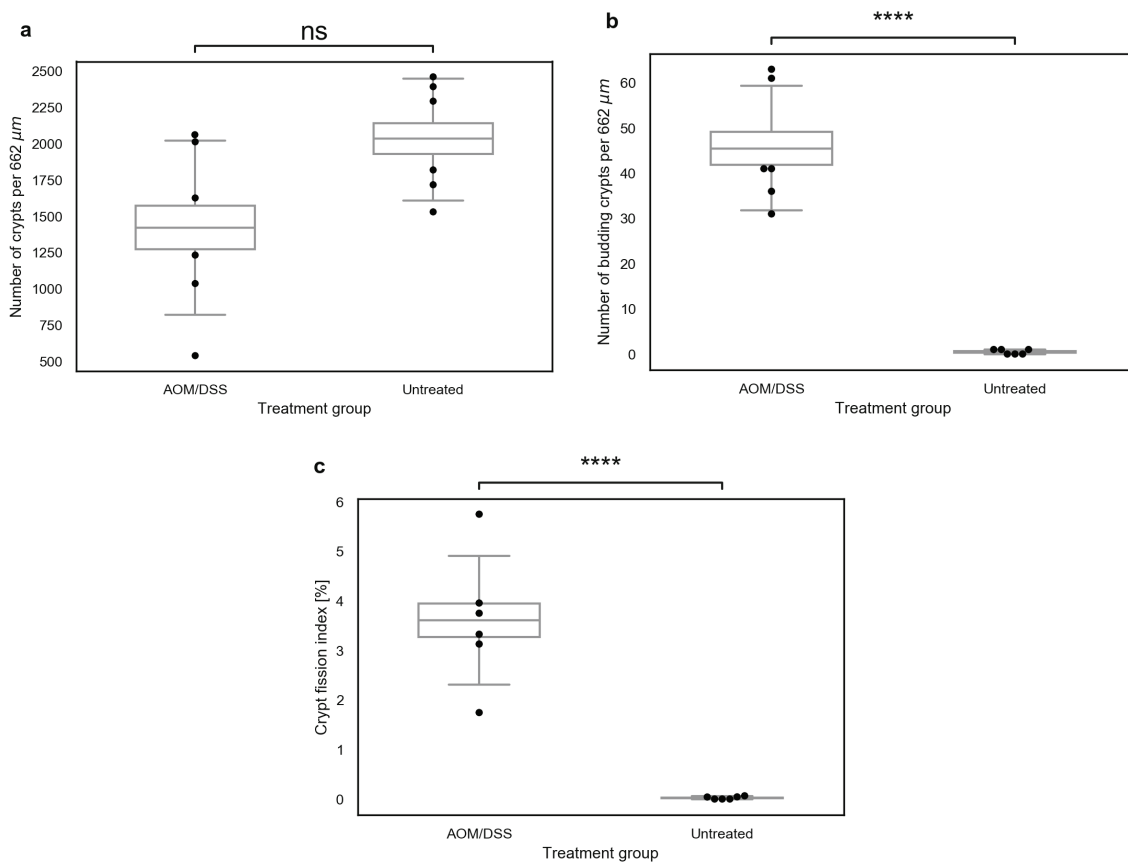 a
ns
Number of crypts per 662 μm
2500
2250
2000
1750
1500
1250
1000
750
500
AOM/DSS
Untreated
Treatment group
b
****
Number of budding crypts per 662 μm
60
50
40
30
20
10
0
AOM/DSS
Untreated
Treatment group
c
****
Crypt fission index [%]
6
5
4
3
2
1
0
AOM/DSS
Untreated
Treatment group